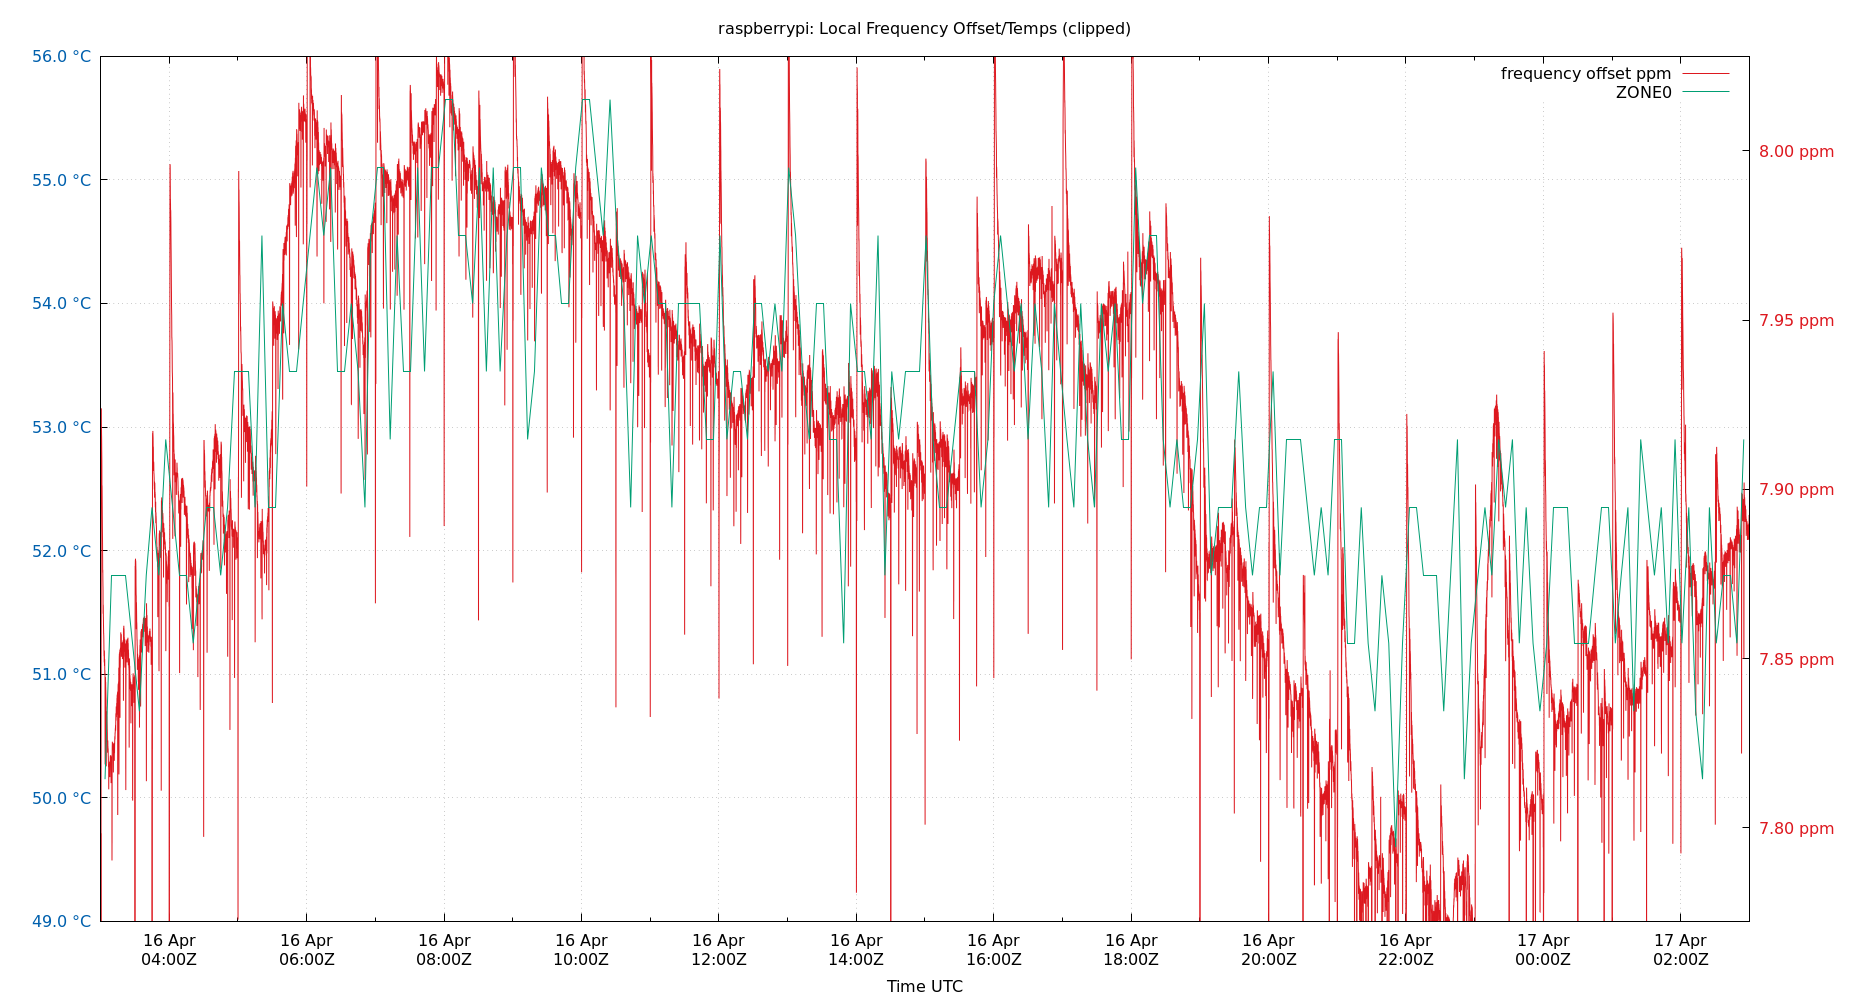 raspberrypi: Local Frequency Offset/Temps (clipped)
frequency offset ppm
ZONE0
56.0 °C
55.0 °C
54.0 °C
53.0 °C
52.0 °C
51.0 °C
50.0 °C
49.0 °C
8.00 ppm
7.95 ppm
7.90 ppm
7.85 ppm
7.80 ppm
16 Apr 16 Apr 16 Apr 16 Apr 16 Apr 16 Apr 16 Apr 16 Apr 16 Apr 16 Apr 17 Apr 17 Apr
04:00Z 06:00Z 08:00Z 10:00Z 12:00Z 14:00Z 16:00Z 18:00Z 20:00Z 22:00Z 00:00Z 02:00Z
Time UTC